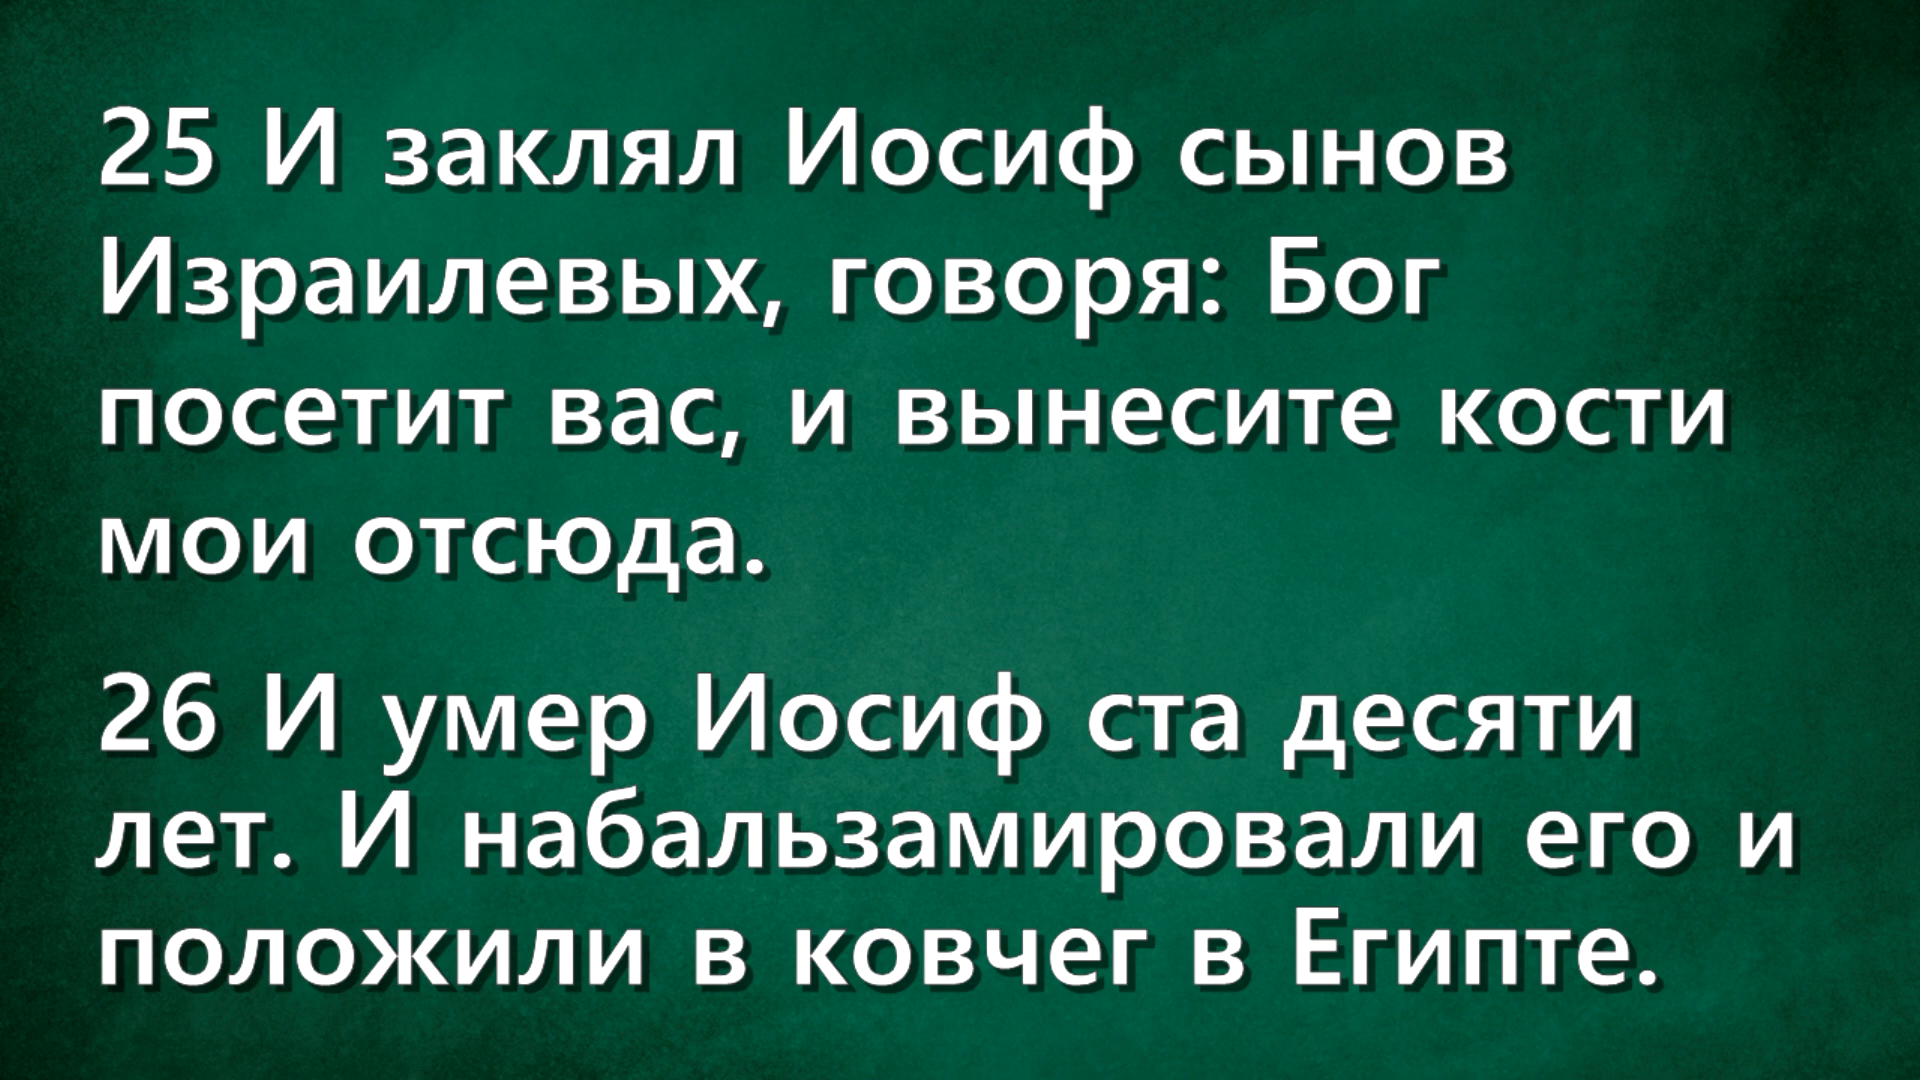 25 И заклял Иосиф сынов
Израилевых, говоря: Бог
посетит вас, и вынесите кости
мои отсюда.
26 И умер Иосиф ста десяти
лет. И набальзамировали его и
положили в ковчег в Египте.